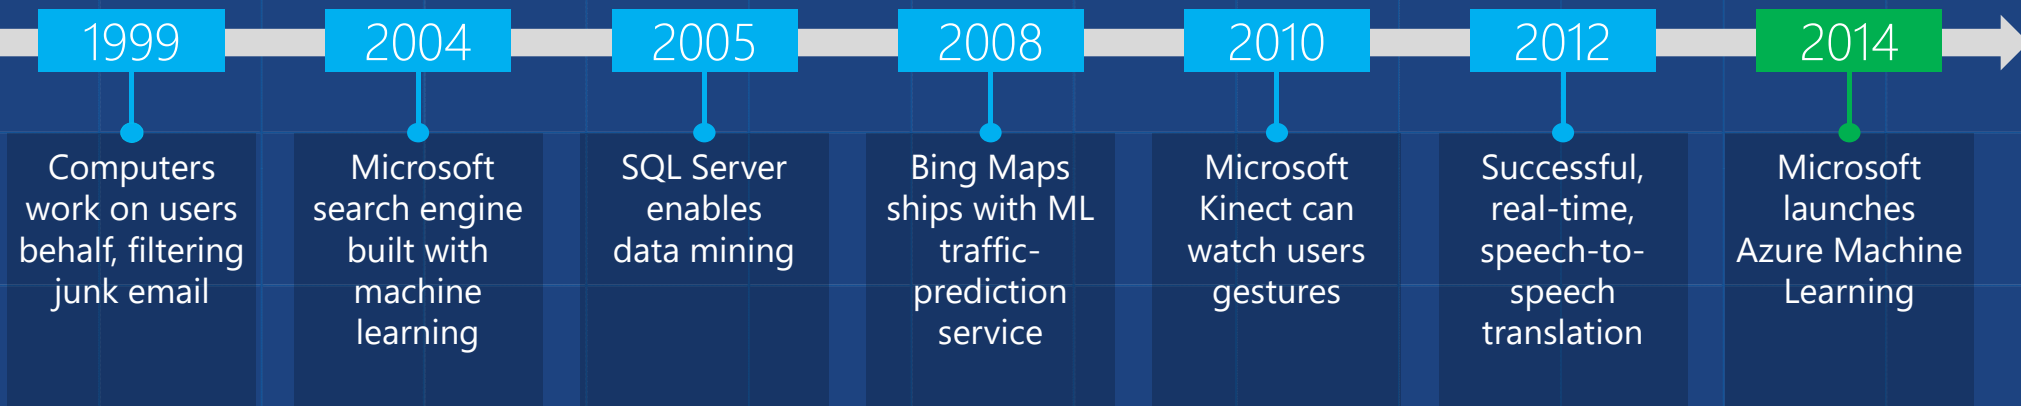 1999
2004
2005
2008
2010
2012
2014
Computers
work on users
behalf, filtering
junk email
Microsoft
search engine
built with
machine
learning
SQL Server
enables
data mining
Bing Maps
ships with ML
traffic-
prediction
service
Microsoft
Kinect can
watch users
gestures
Successful,
real-time,
speech-to-
speech
translation
Microsoft
launches
Azure Machine
Learning